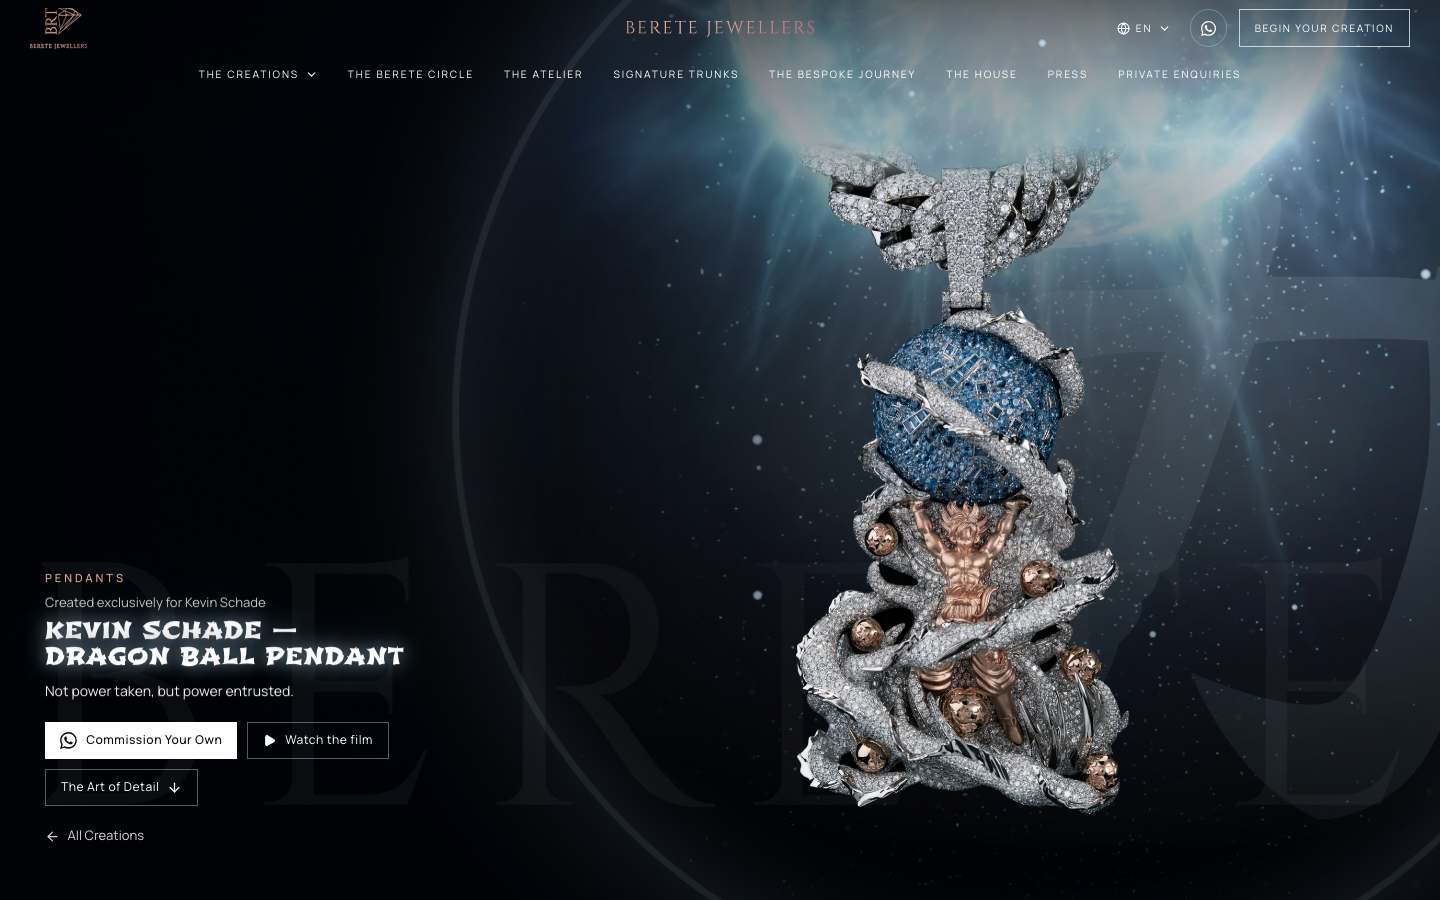 BRT
BERETE JEWELLERS
BERETE JEWELLERS
EN
BEGIN YOUR CREATION
THE CREATIONS
THE BERETE CIRCLE
THE ATELIER
SIGNATURE TRUNKS
THE BESPOKE JOURNEY
THE HOUSE
PRESS
PRIVATE ENQUIRIES
BERETE
PENDANTS
Created exclusively for Kevin Schade
KEVIN SCHADE —
DRAGON BALL PENDANT
Not power taken, but power entrusted.
Commission Your Own
Watch the film
The Art of Detail
All Creations